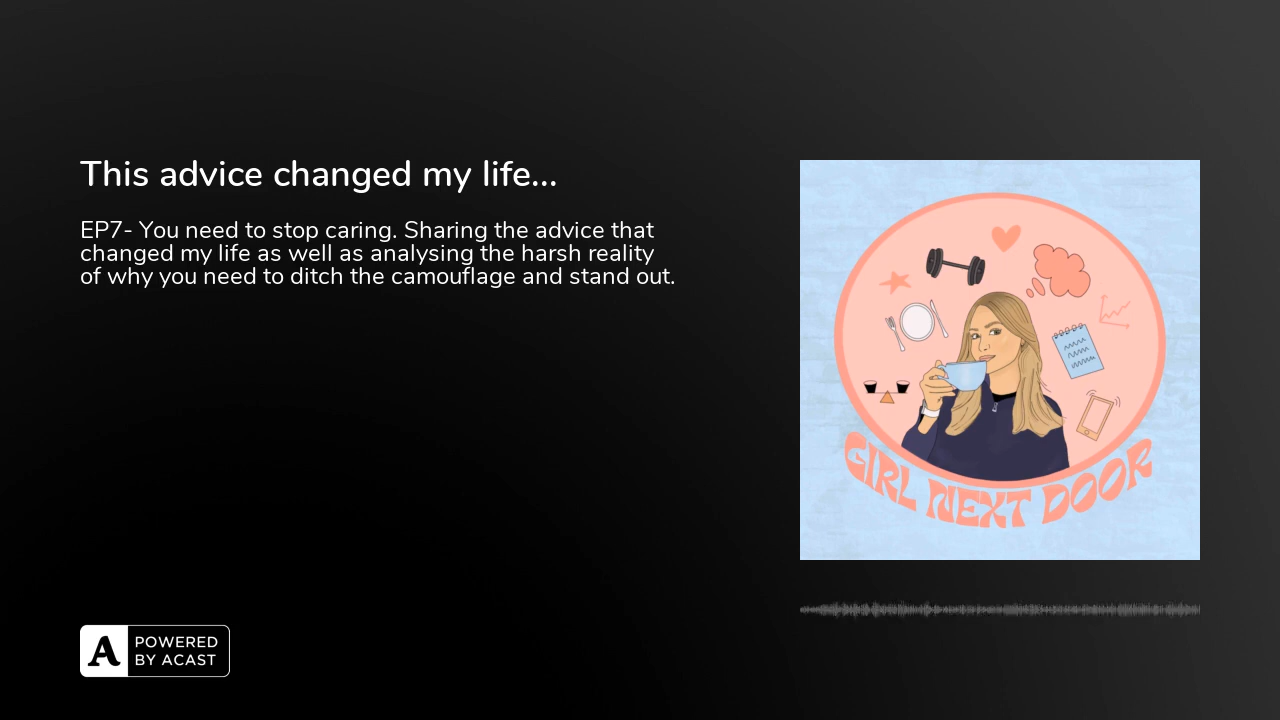 This advice changed my life...
EP7- You need to stop caring. Sharing the advice that
changed my life as well as analysing the harsh reality
of why you need to ditch the camouflage and stand out.
GIRL NEXT DOOR
A
POWERED
BY ACAST